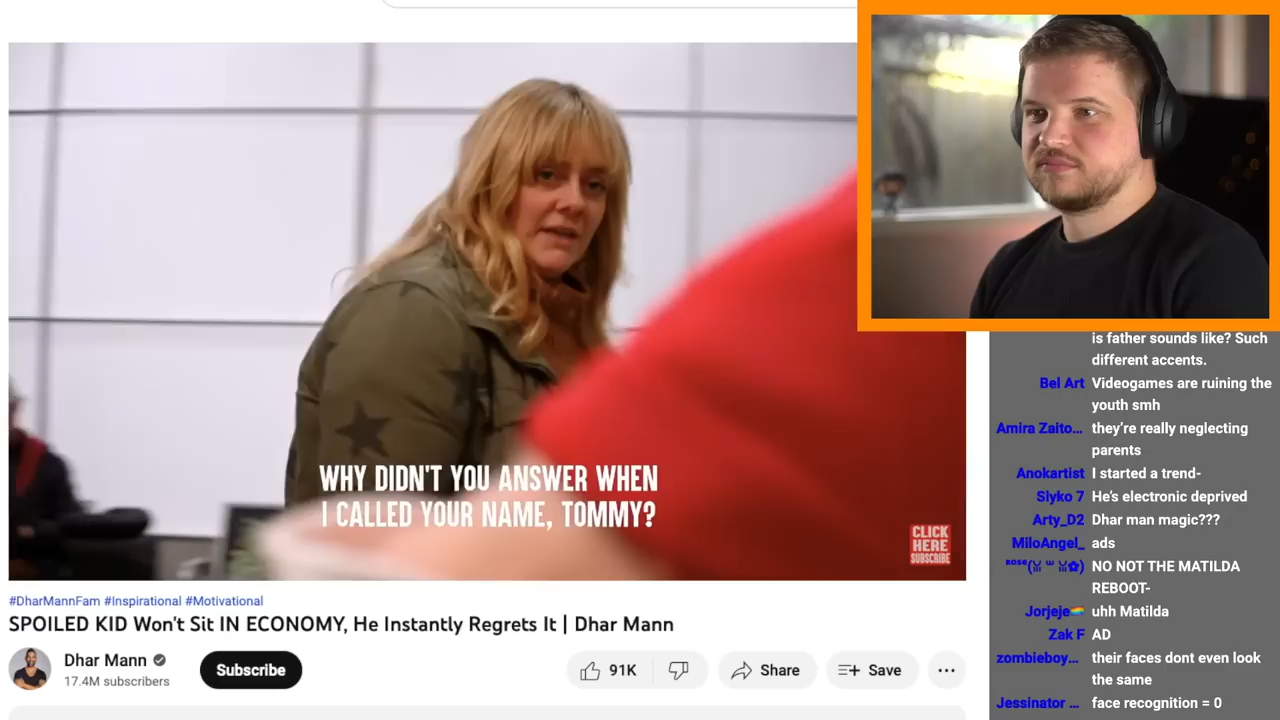 WHY DIDN'T YOU ANSWER WHEN
I CALLED YOUR NAME, TOMMY?
CLICK
HERE
SUBSCRIBE
#DharMannFam #Inspirational #Motivational
SPOILED KID Won't Sit IN ECONOMY, He Instantly Regrets It | Dhar Mann
Dhar Mann
17.4M subscribers
Subscribe
91K
Share
Save
is father sounds like? Such
different accents.
Bel Art Videogames are ruining the
youth smh
Amira Zaito... they're really neglecting
parents
Anokartist I started a trend-
Slyko 7 He's electronic deprived
Arty_D2 Dhar man magic???
MiloAngel_ ads
NO NOT THE MATILDA
REBOOT-
Jorjeje🏳️‍🌈 uhh Matilda
Zak F AD
zombieboy... their faces dont even look
the same
Jessinator ... face recognition = 0